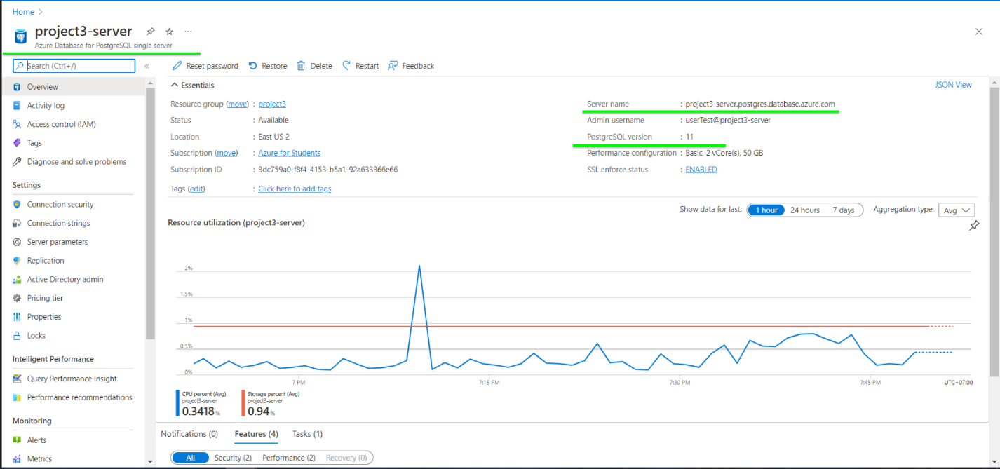 Home >
project3-server
Azure Database for PostgreSQL single server
Search (Ctrl+/)
«
Reset password Restore Delete Restart Feedback
Overview
Activity log
Access control (IAM)
Tags
Diagnose and solve problems
Settings
Connection security
Connection strings
Server parameters
Replication
Active Directory admin
Pricing tier
Properties
Locks
Intelligent Performance
Query Performance Insight
Performance recommendations
Monitoring
Alerts
Metrics
Essentials
JSON View
Resource group (move) : project3
Status : Available
Location : East US 2
Subscription (move) : Azure for Students
Subscription ID : 3dc759a0-f8f4-4153-b5a1-92a633366e66
Tags (edit) : Click here to add tags
Server name : project3-server.postgres.database.azure.com
Admin username : userTest@project3-server
PostgreSQL version : 11
Performance configuration : Basic, 2 vCore(s), 50 GB
SSL enforce status : ENABLED
Show data for last: 1 hour 24 hours 7 days Aggregation type: Avg
Resource utilization (project3-server)
2%
1.5%
1%
0.5%
0%
7 PM 7:15 PM 7:30 PM 7:45 PM UTC+07:00
CPU percent (Avg)
project3-server
0.3418 %
Storage percent (Avg)
project3-server
0.94 %
Notifications (0) Features (4) Tasks (1)
All Security (2) Performance (2) Recovery (0)